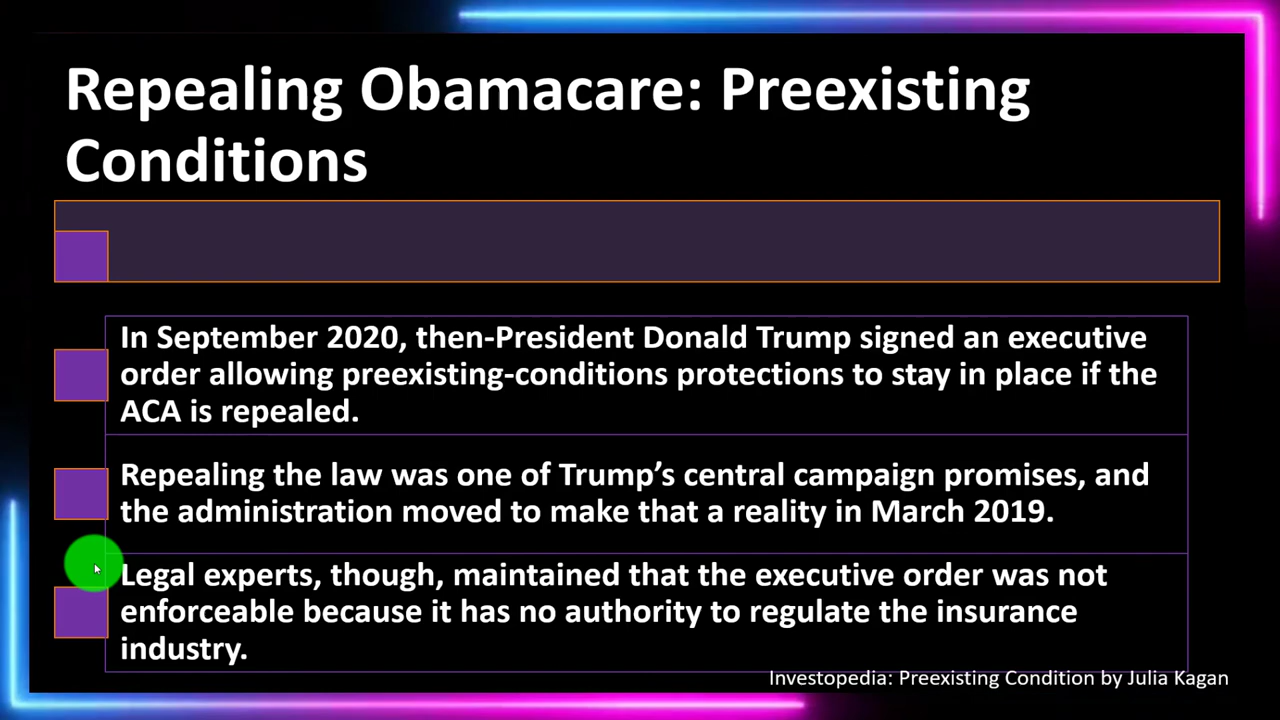 Repealing Obamacare: Preexisting
Conditions
In September 2020, then-President Donald Trump signed an executive
order allowing preexisting-conditions protections to stay in place if the
ACA is repealed.
Repealing the law was one of Trump’s central campaign promises, and
the administration moved to make that a reality in March 2019.
Legal experts, though, maintained that the executive order was not
enforceable because it has no authority to regulate the insurance
industry.
Investopedia: Preexisting Condition by Julia Kagan